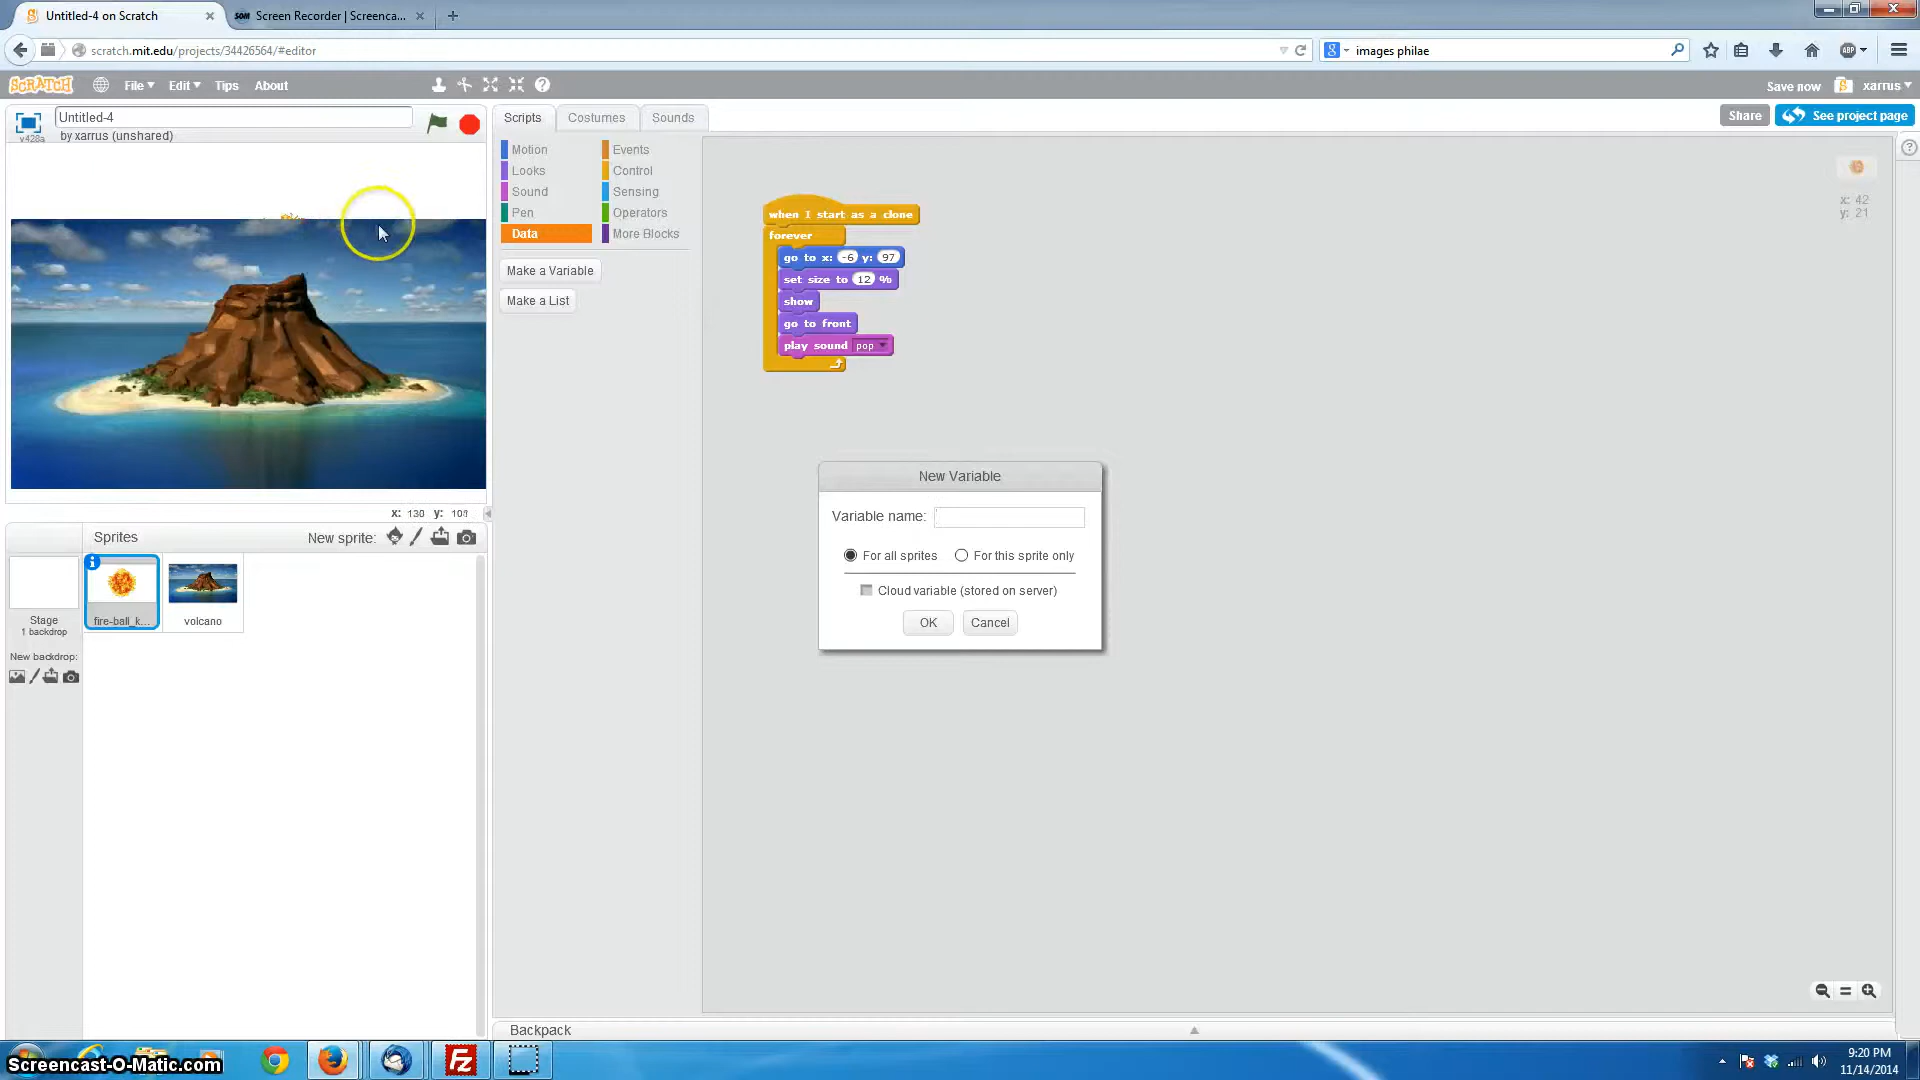 Untitled-4 on Scratch
SOM Screen Recorder | Screenca...
scratch.mit.edu/projects/34426564/#editor
images philae
ABP
SCRATCH
File
Edit
Tips
About
Save now
xarrus
Untitled-4
by xarrus (unshared)
v428a
Scripts
Costumes
Sounds
Share
See project page
Motion
Looks
Sound
Pen
Data
Events
Control
Sensing
Operators
More Blocks
Make a Variable
Make a List
when I start as a clone
forever
go to x: -6 y: 97
set size to 12 %
show
go to front
play sound pop
x: 42
y: 21
New Variable
Variable name:
For all sprites
For this sprite only
Cloud variable (stored on server)
OK
Cancel
x: 130 y: 108
Sprites
New sprite:
Stage
1 backdrop
New backdrop:
fire-ball_k...
volcano
Backpack
Screencast-O-Matic.com
9:20 PM
11/14/2014